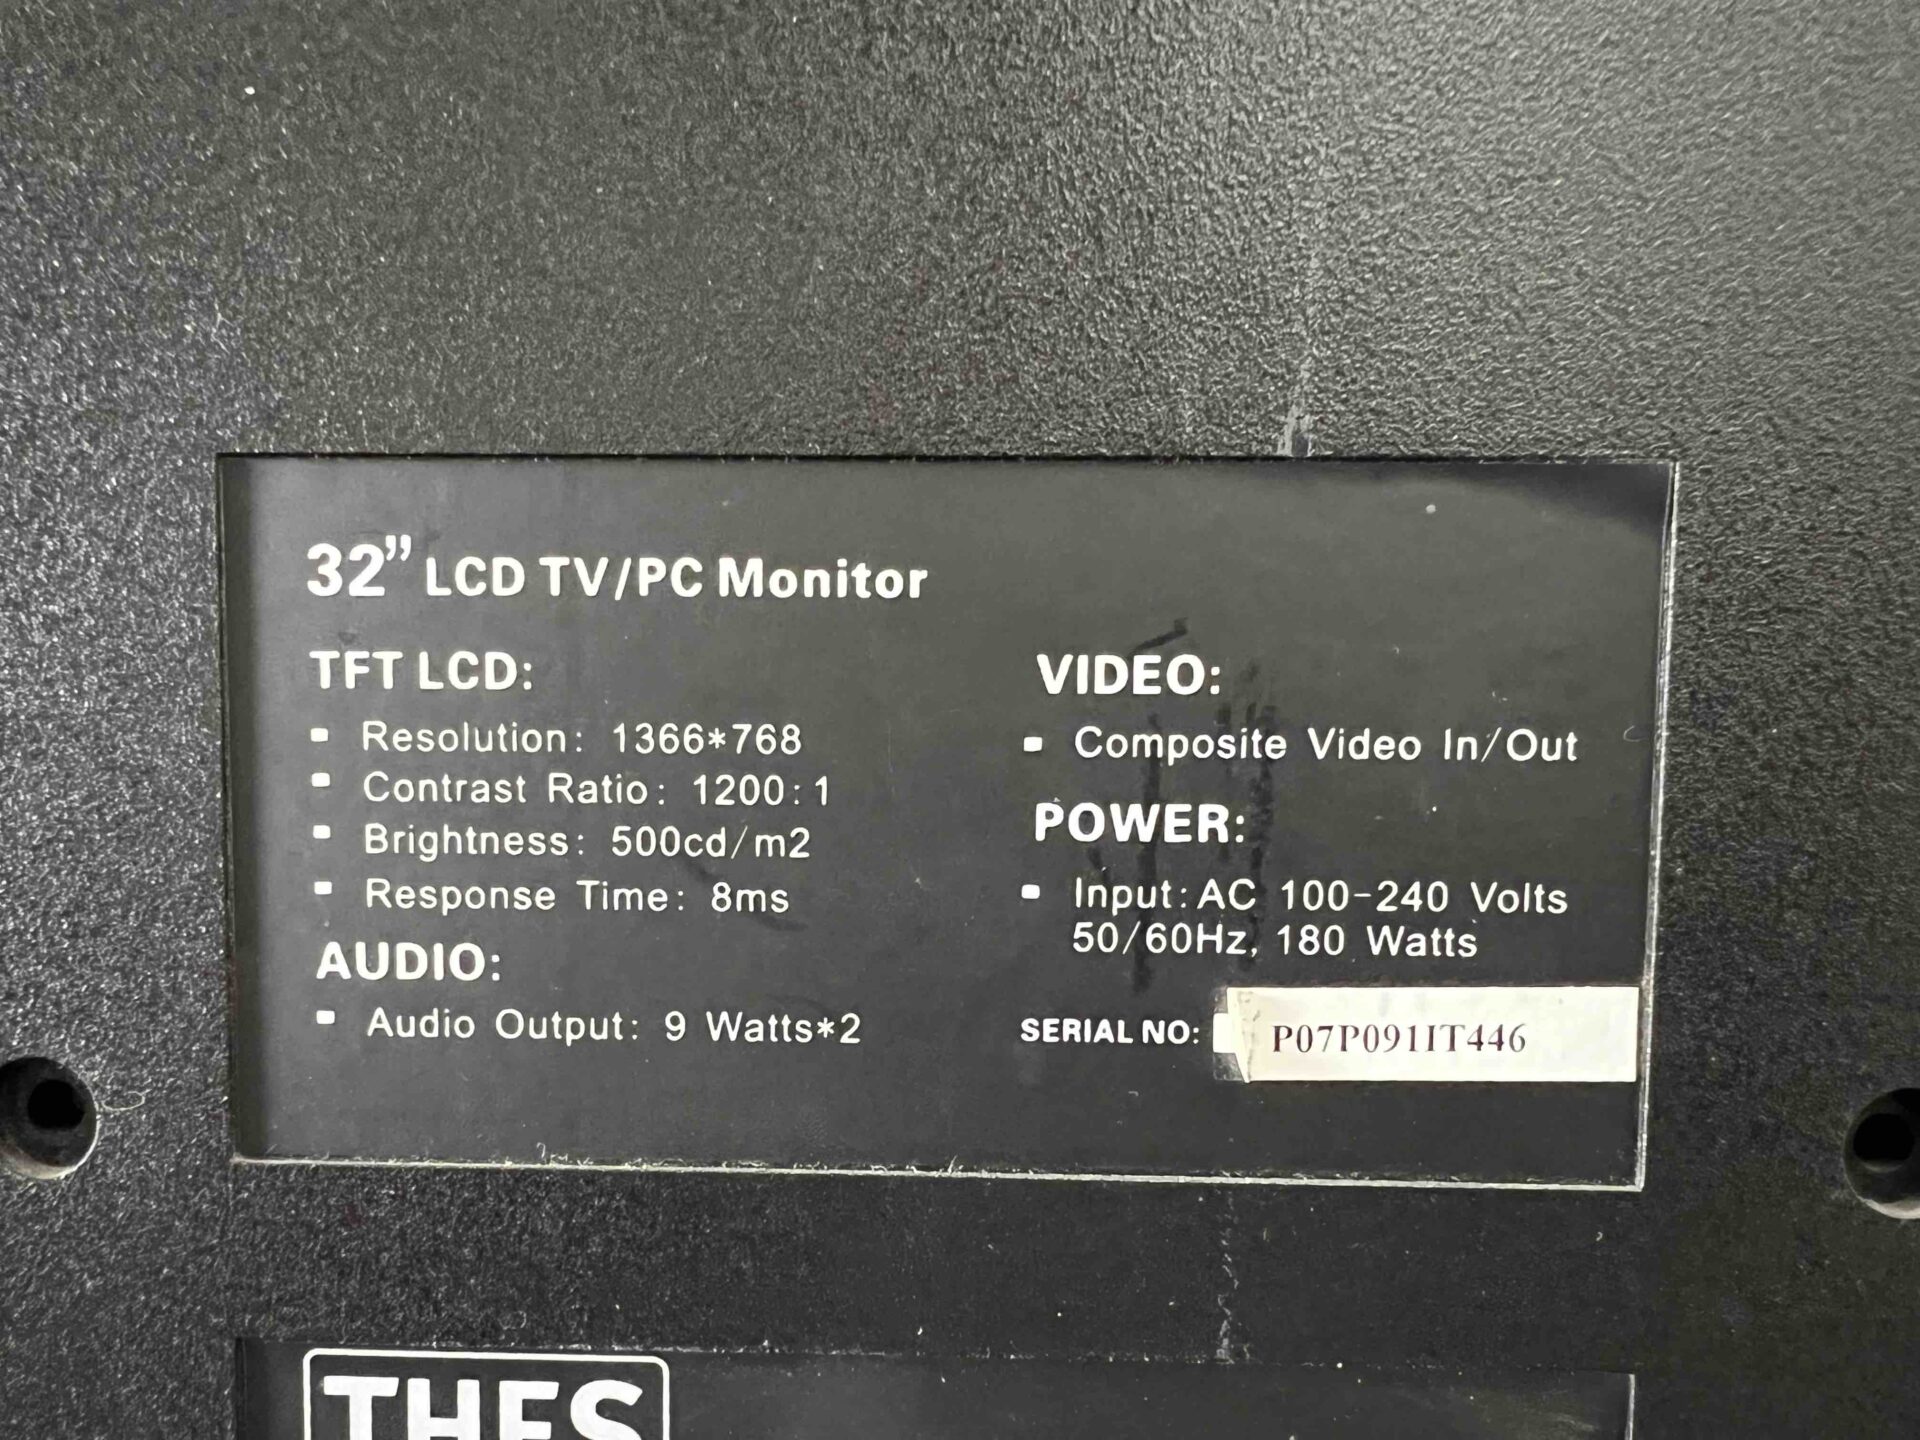 32” LCD TV/PC Monitor
TFT LCD:
▪ Resolution: 1366*768
▪ Contrast Ratio: 1200:1
▪ Brightness: 500cd/m2
▪ Response Time: 8ms
AUDIO:
▪ Audio Output: 9 Watts*2
VIDEO:
▪ Composite Video In/Out
POWER:
▪ Input: AC 100-240 Volts
50/60Hz, 180 Watts
SERIAL NO: P07P091IT446
THES